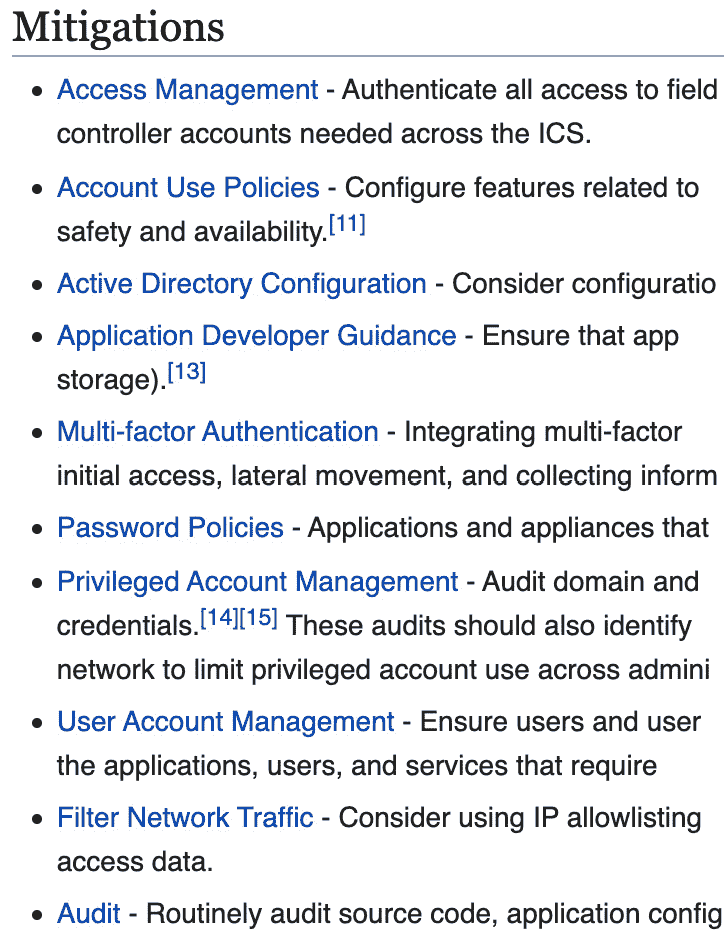 Mitigations
• Access Management - Authenticate all access to field
controller accounts needed across the ICS.
• Account Use Policies - Configure features related to
safety and availability.[11]
• Active Directory Configuration - Consider configuratio
• Application Developer Guidance - Ensure that app
storage).[13]
• Multi-factor Authentication - Integrating multi-factor
initial access, lateral movement, and collecting inform
• Password Policies - Applications and appliances that
• Privileged Account Management - Audit domain and
credentials.[14][15] These audits should also identify
network to limit privileged account use across admini
• User Account Management - Ensure users and user
the applications, users, and services that require
• Filter Network Traffic - Consider using IP allowlisting
access data.
• Audit - Routinely audit source code, application config